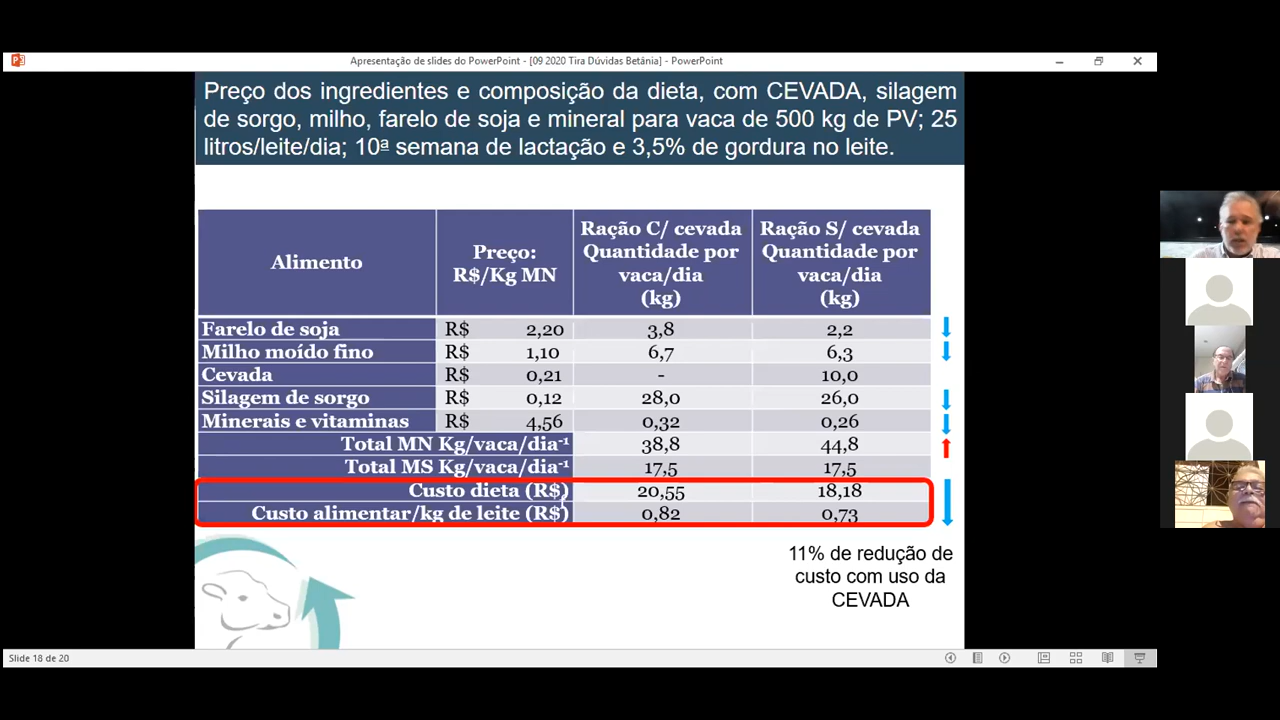 Apresentação de slides do PowerPoint - [09 2020 Tira Dúvidas Betânia] - PowerPoint
Preço dos ingredientes e composição da dieta, com CEVADA, silagem
de sorgo, milho, farelo de soja e mineral para vaca de 500 kg de PV; 25
litros/leite/dia; 10ª semana de lactação e 3,5% de gordura no leite.
Alimento
Preço:
R$/Kg MN
Ração C/ cevada
Quantidade por
vaca/dia
(kg)
Ração S/ cevada
Quantidade por
vaca/dia
(kg)
Farelo de soja R$ 2,20 3,8 2,2
Milho moído fino R$ 1,10 6,7 6,3
Cevada R$ 0,21 - 10,0
Silagem de sorgo R$ 0,12 28,0 26,0
Minerais e vitaminas R$ 4,56 0,32 0,26
Total MN Kg/vaca/dia⁻¹ 38,8 44,8
Total MS Kg/vaca/dia⁻¹ 17,5 17,5
Custo dieta (R$) 20,55 18,18
Custo alimentar/kg de leite (R$) 0,82 0,73
11% de redução de
custo com uso da
CEVADA
Slide 18 de 20